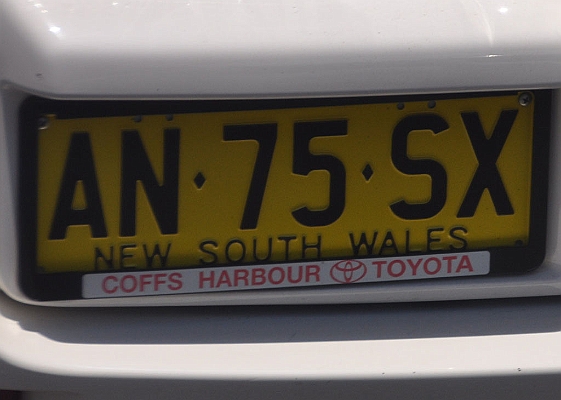 AN·75·SX
NEW SOUTH WALES
COFFS HARBOUR TOYOTA